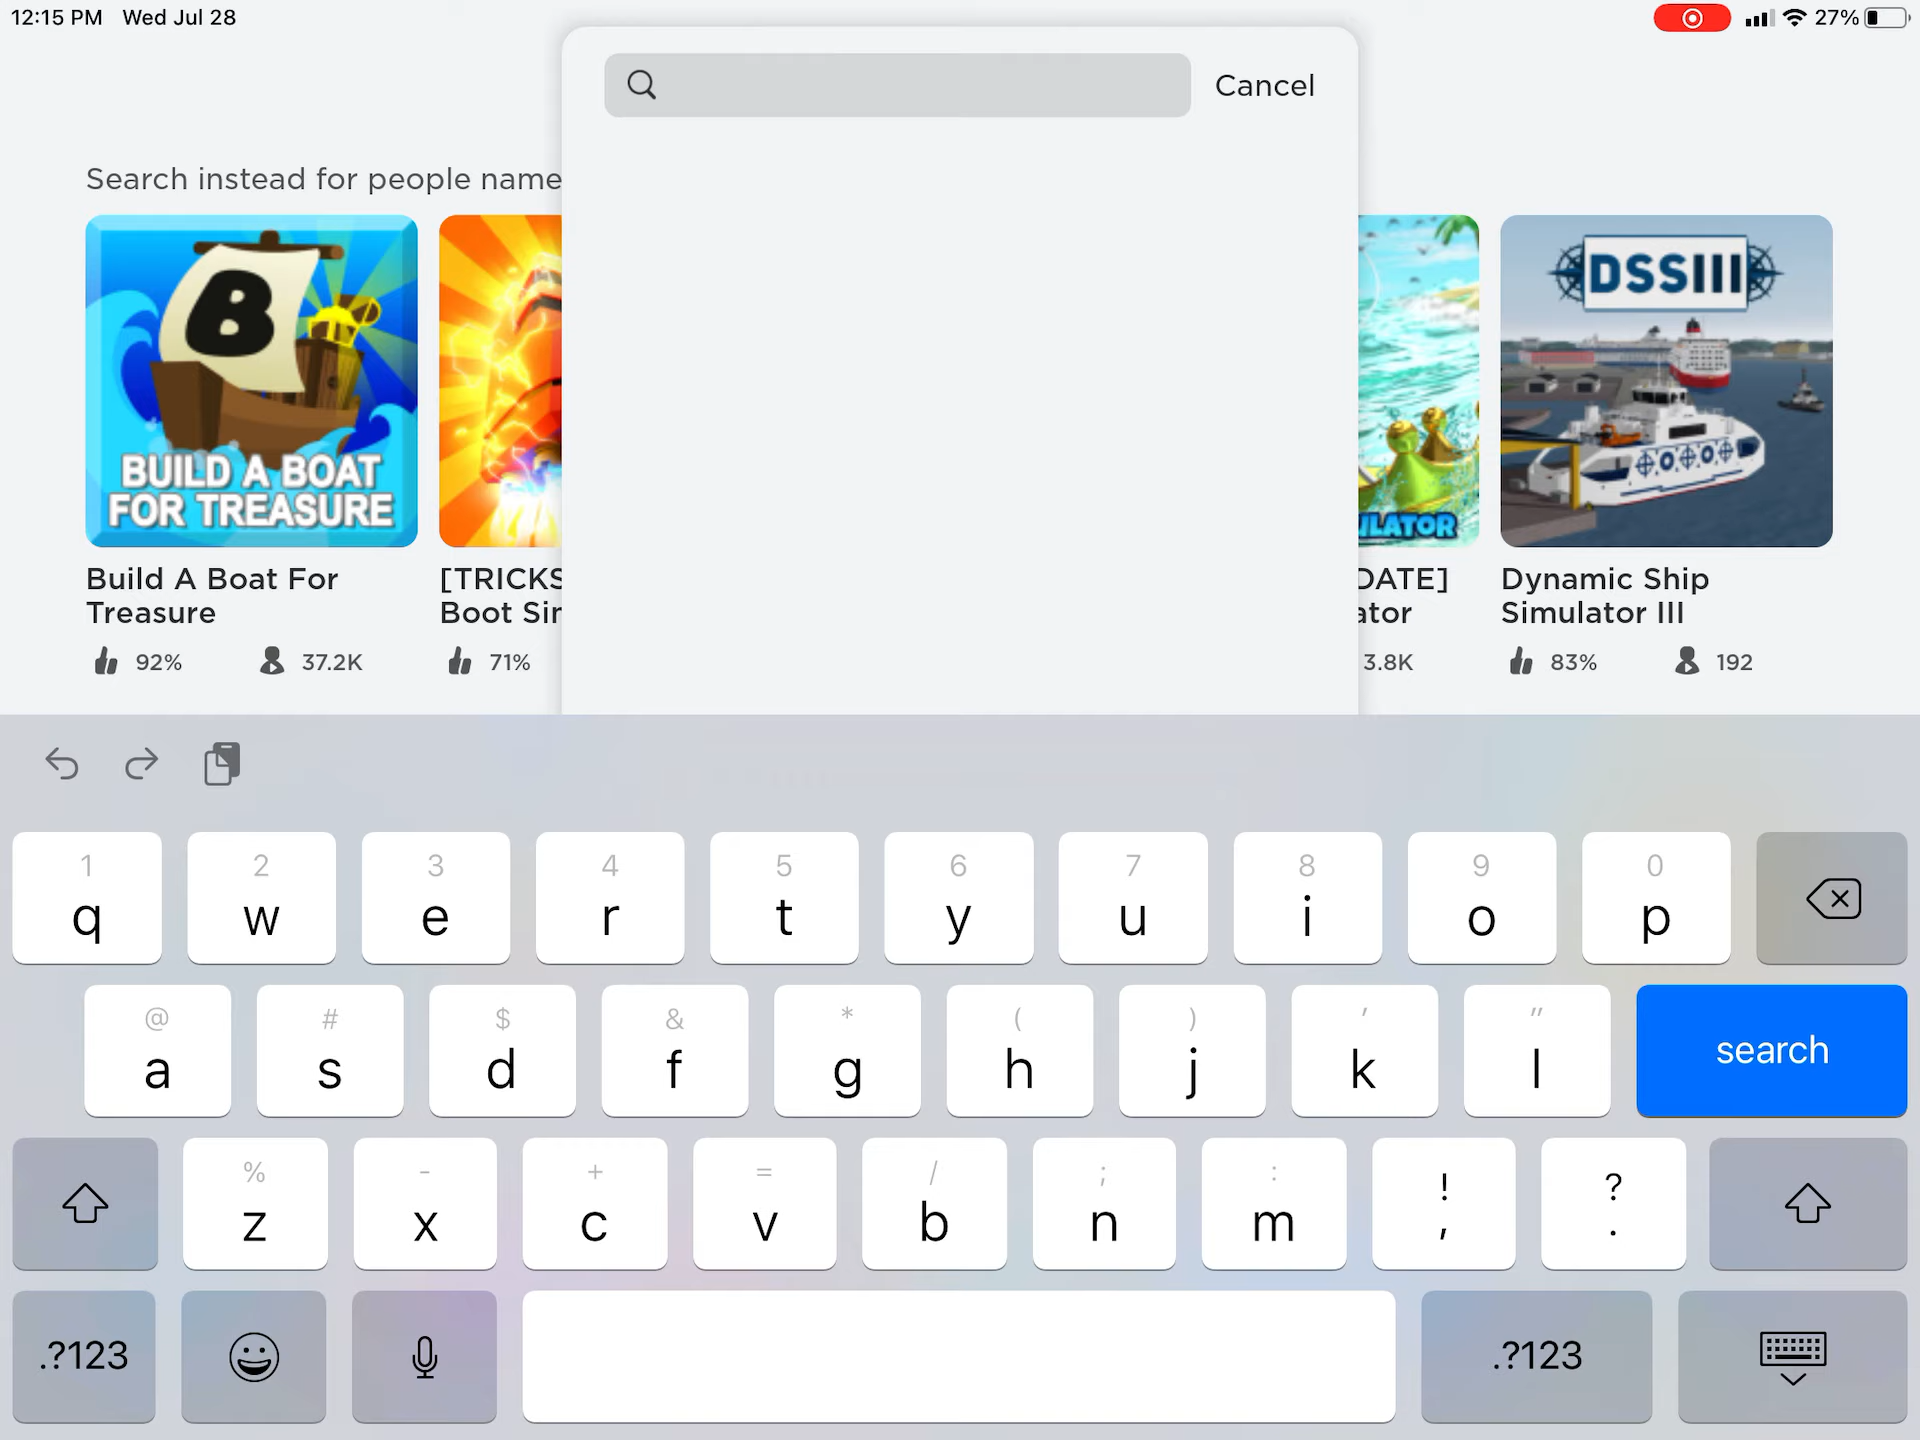 12:15 PM Wed Jul 28
27%
Cancel
Search instead for people name
B
BUILD A BOAT
FOR TREASURE
ULATOR
DSSIII
Build A Boat For
Treasure
92% 37.2K
[TRICKS
Boot Sir
71%
DATE]
ator
3.8K
Dynamic Ship
Simulator III
83% 192
1 2 3 4 5 6 7 8 9 0
q w e r t y u i o p
@ # $ & * ( ) ' "
a s d f g h j k l search
% - + = / ; : ! ?
z x c v b n m , .
.?123 .?123